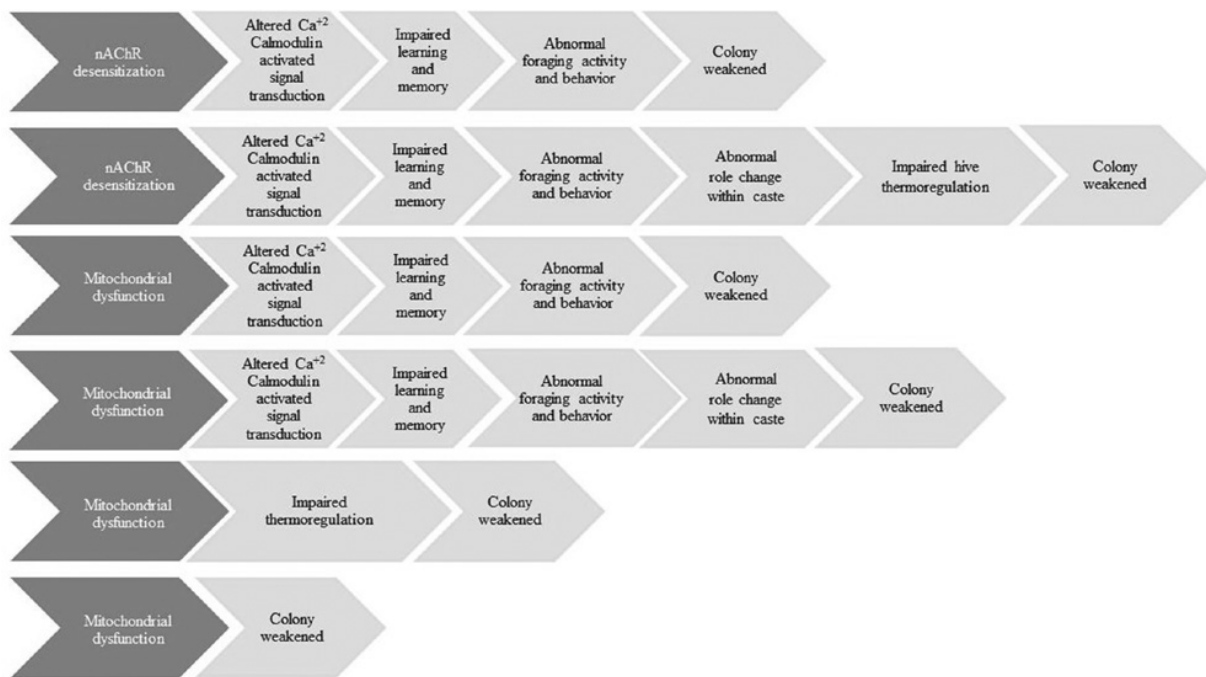 nAChR
desensitization
Altered Ca⁺²
Calmodulin
activated
signal
transduction
Impaired
learning
and
memory
Abnormal
foraging activity
and behavior
Colony
weakened
nAChR
desensitization
Altered Ca⁺²
Calmodulin
activated
signal
transduction
Impaired
learning
and
memory
Abnormal
foraging activity
and behavior
Abnormal
role change
within caste
Impaired hive
thermoregulation
Colony
weakened
Mitochondrial
dysfunction
Altered Ca⁺²
Calmodulin
activated
signal
transduction
Impaired
learning
and
memory
Abnormal
foraging activity
and behavior
Colony
weakened
Mitochondrial
dysfunction
Altered Ca⁺²
Calmodulin
activated
signal
transduction
Impaired
learning
and
memory
Abnormal
foraging activity
and behavior
Abnormal
role change
within caste
Colony
weakened
Mitochondrial
dysfunction
Impaired
thermoregulation
Colony
weakened
Mitochondrial
dysfunction
Colony
weakened